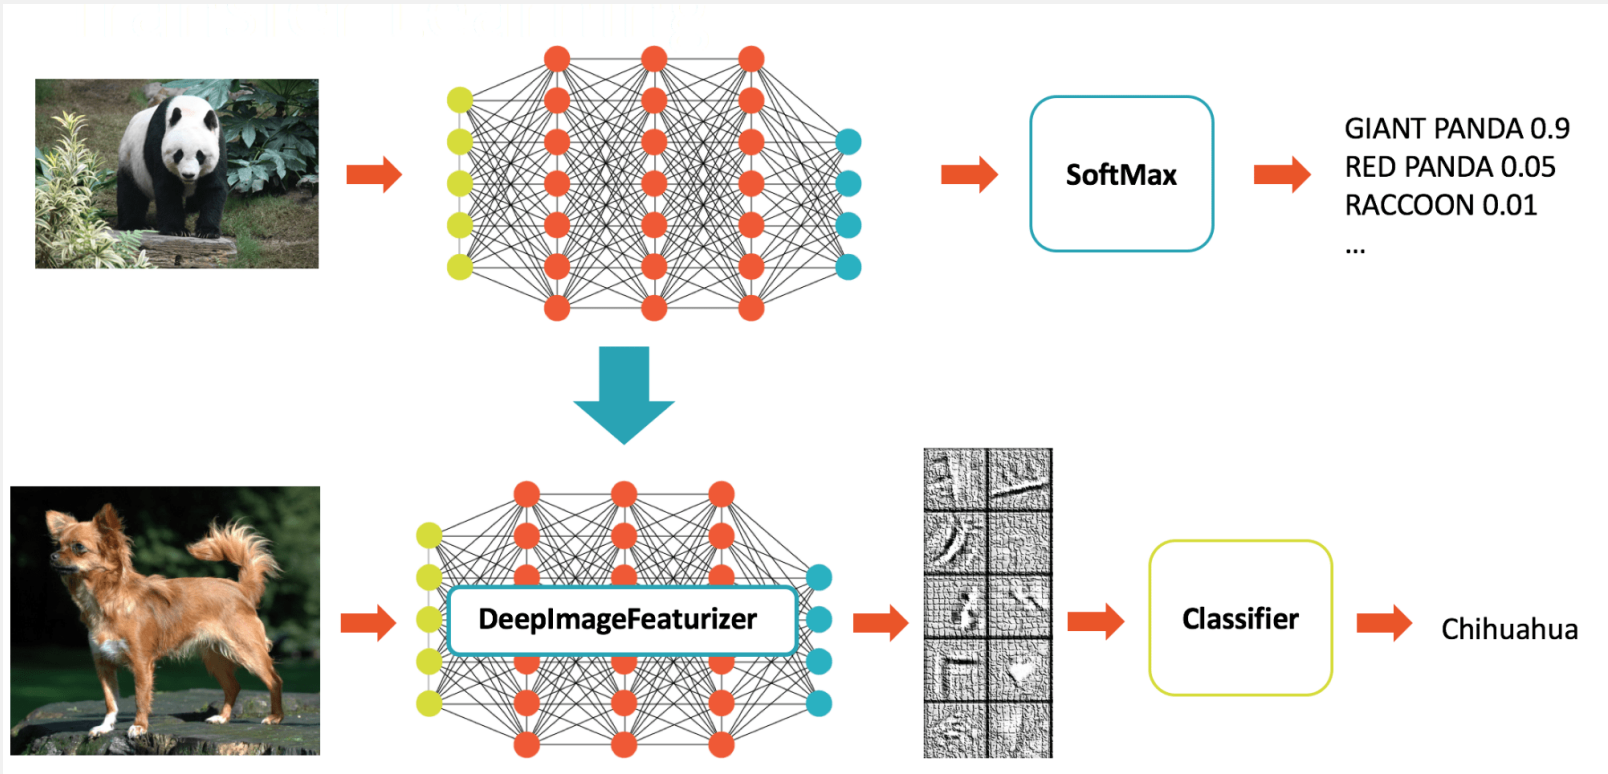 SoftMax
GIANT PANDA 0.9
RED PANDA 0.05
RACCOON 0.01
...
DeepImageFeaturizer
Classifier
Chihuahua